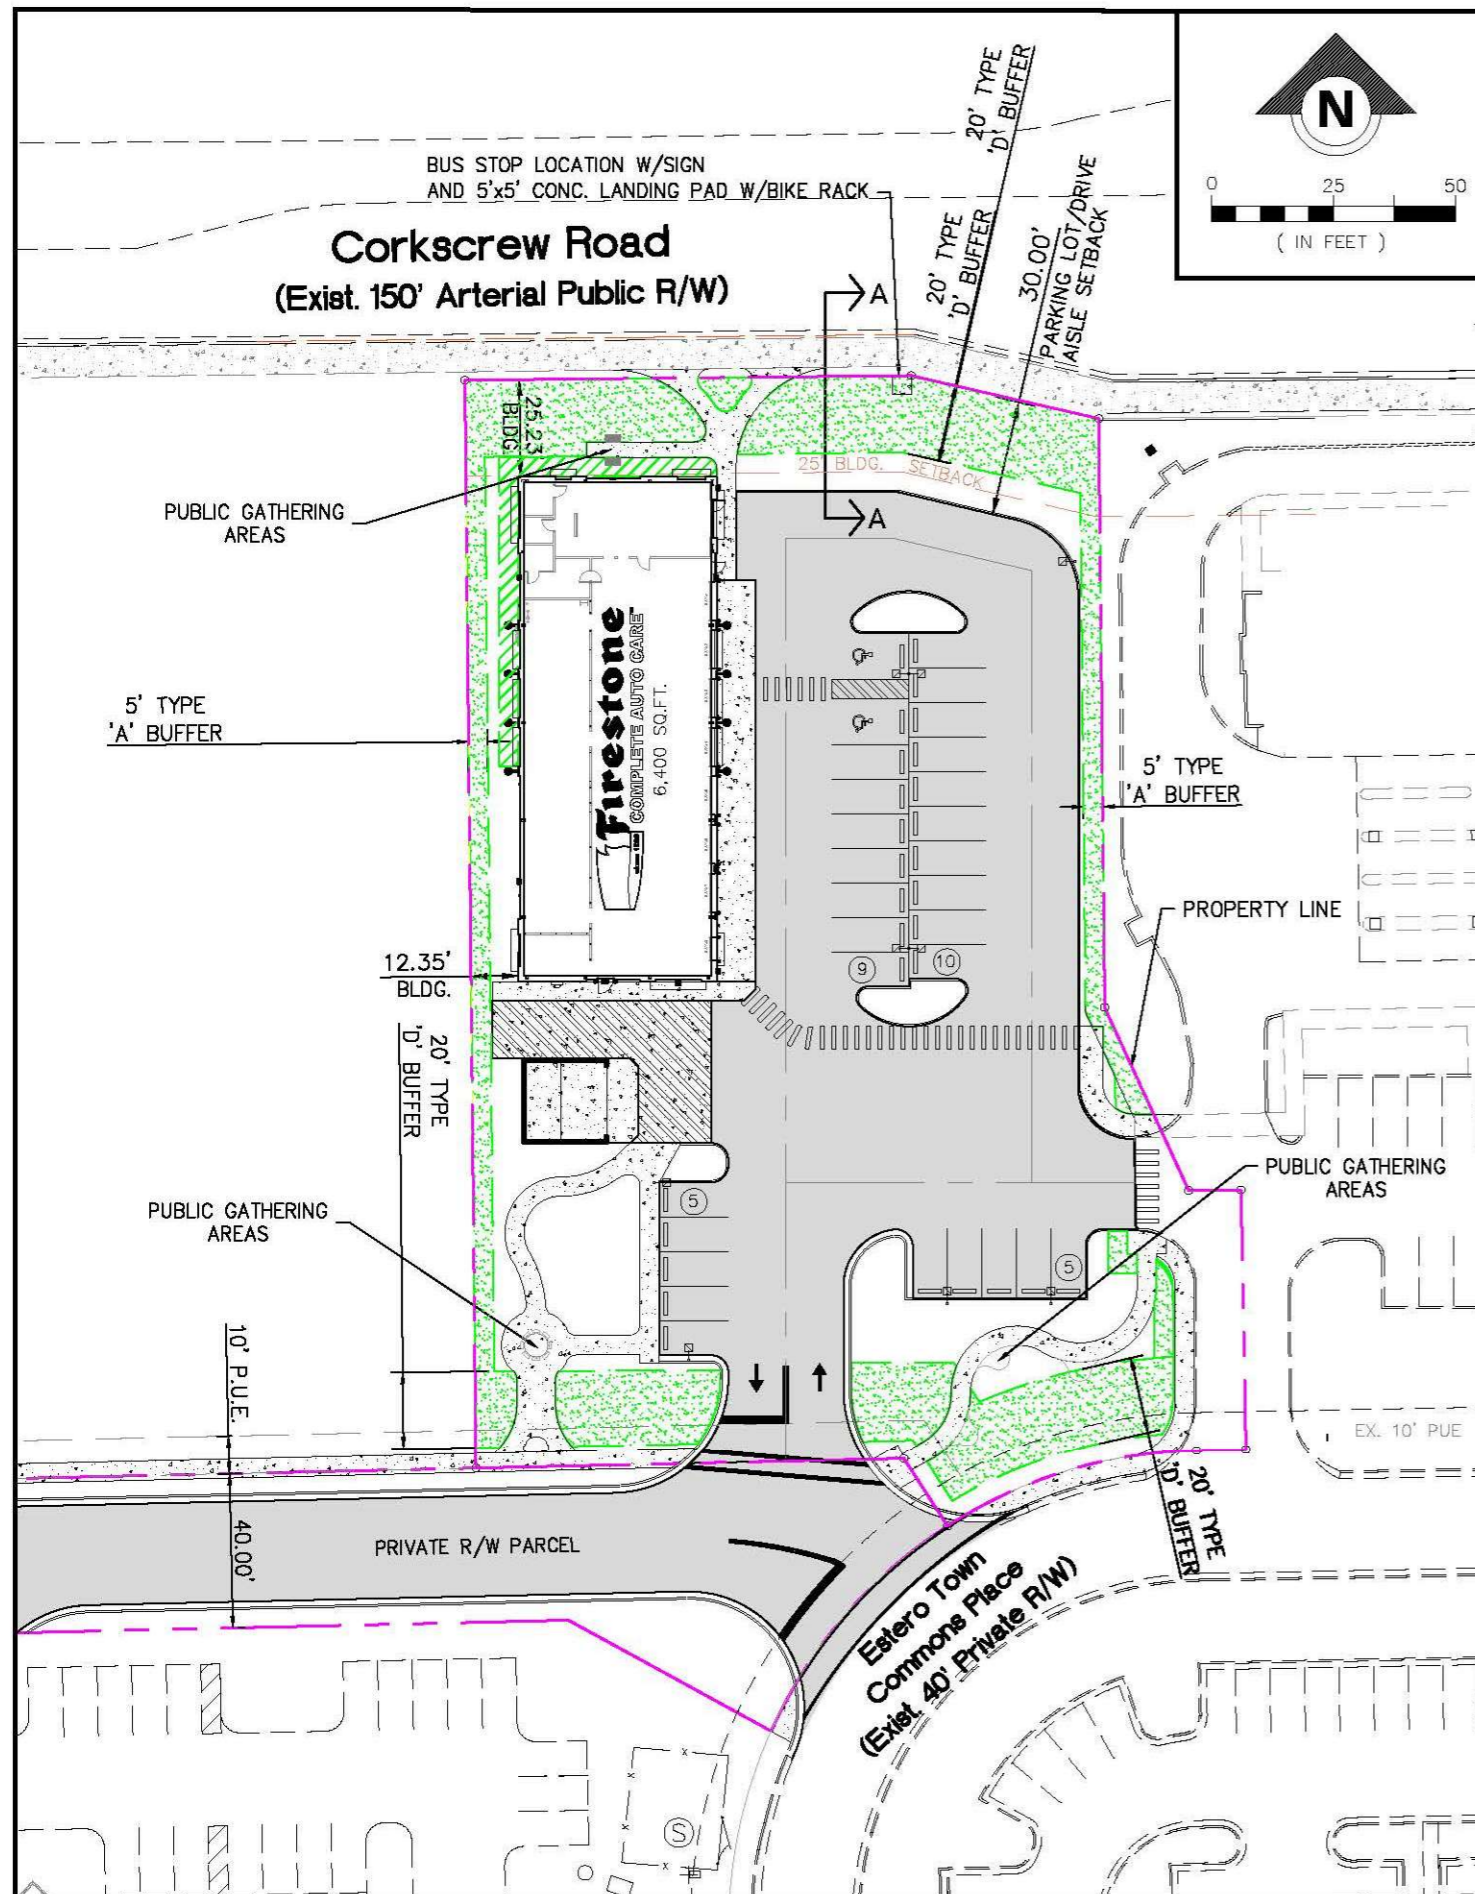 N
0 25 50
( IN FEET )
20' TYPE
'D' BUFFER
BUS STOP LOCATION W/SIGN
AND 5'x5' CONC. LANDING PAD W/BIKE RACK
Corkscrew Road
(Exist. 150' Arterial Public R/W)
20' TYPE
'D' BUFFER
30.00'
PARKING LOT/DRIVE
AISLE SETBACK
A
A
25.23
BLDG
25' BLDG. SETBACK
PUBLIC GATHERING
AREAS
Firestone
COMPLETE AUTO CARE
6,400 SQ.FT.
5' TYPE
'A' BUFFER
5' TYPE
'A' BUFFER
PROPERTY LINE
12.35'
BLDG.
9
10
20' TYPE
'D' BUFFER
PUBLIC GATHERING
AREAS
5
PUBLIC GATHERING
AREAS
5
10' P.U.E.
EX. 10' PUE
20' TYPE
'D' BUFFER
40.00'
PRIVATE R/W PARCEL
Estero Town
Commons Place
(Exist. 40' Private R/W)
S